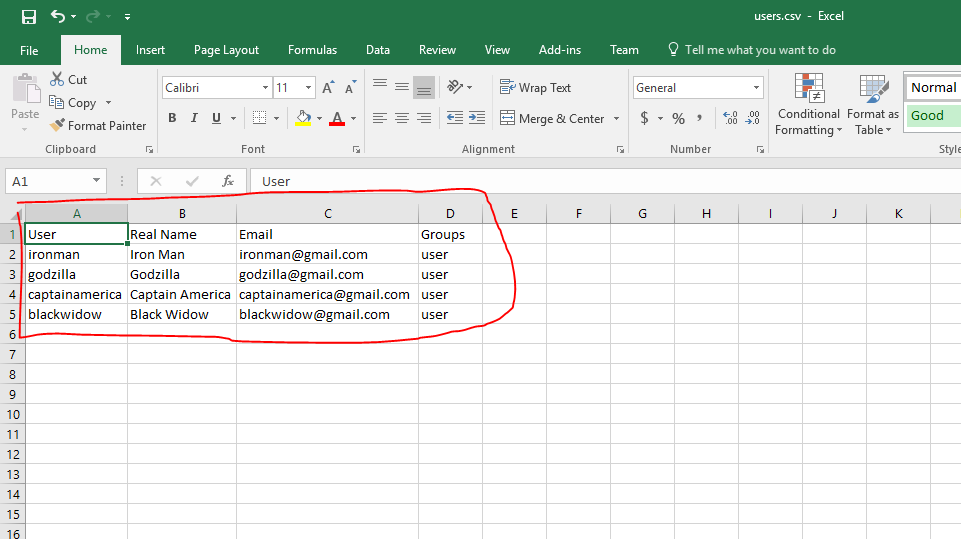 users.csv - Excel
File Home Insert Page Layout Formulas Data Review View Add-ins Team Tell me what you want to do
Paste
Cut
Copy
Format Painter
Clipboard
Calibri 11 A A
B I U A
Font
Wrap Text
Merge & Center
Alignment
General
$ % ,
.00 .0
Number
Conditional Formatting
Format as Table
Normal
Good
Style
A1 fx User
A B C D E F G H I J K
1 User Real Name Email Groups
2 ironman Iron Man ironman@gmail.com user
3 godzilla Godzilla godzilla@gmail.com user
4 captainamerica Captain America captainamerica@gmail.com user
5 blackwidow Black Widow blackwidow@gmail.com user
6
7
8
9
10
11
12
13
14
15
16